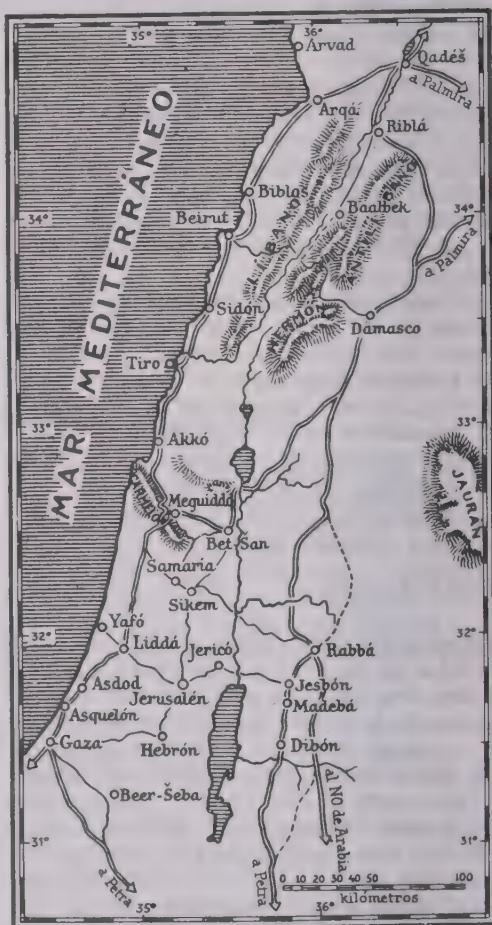 35°
36°
Arvad
Qadéš
a Palmira
Arqá
Riblá
MAR MEDITERRÁNEO
Biblo
LÍBANO
Baalbek
34°
34°
Beirut
a Palmira
Sidón
HERMÓN
Damasco
Tiro
33°
33°
Akkó
JAURÁN
Meguiddó
Bet-San
Samaria
Sikem
Yafó
32°
32°
Liddá
Jericó
Rabbá
Asdod
Jerusalén
Jesbón
Asquelón
Madebá
Gaza
Hebrón
Dibón
Beer-Šeba
al NO de Arabia
31°
31°
a Petra
a Petra
0 10 20 30 40 50 100
kilómetros
35°
36°